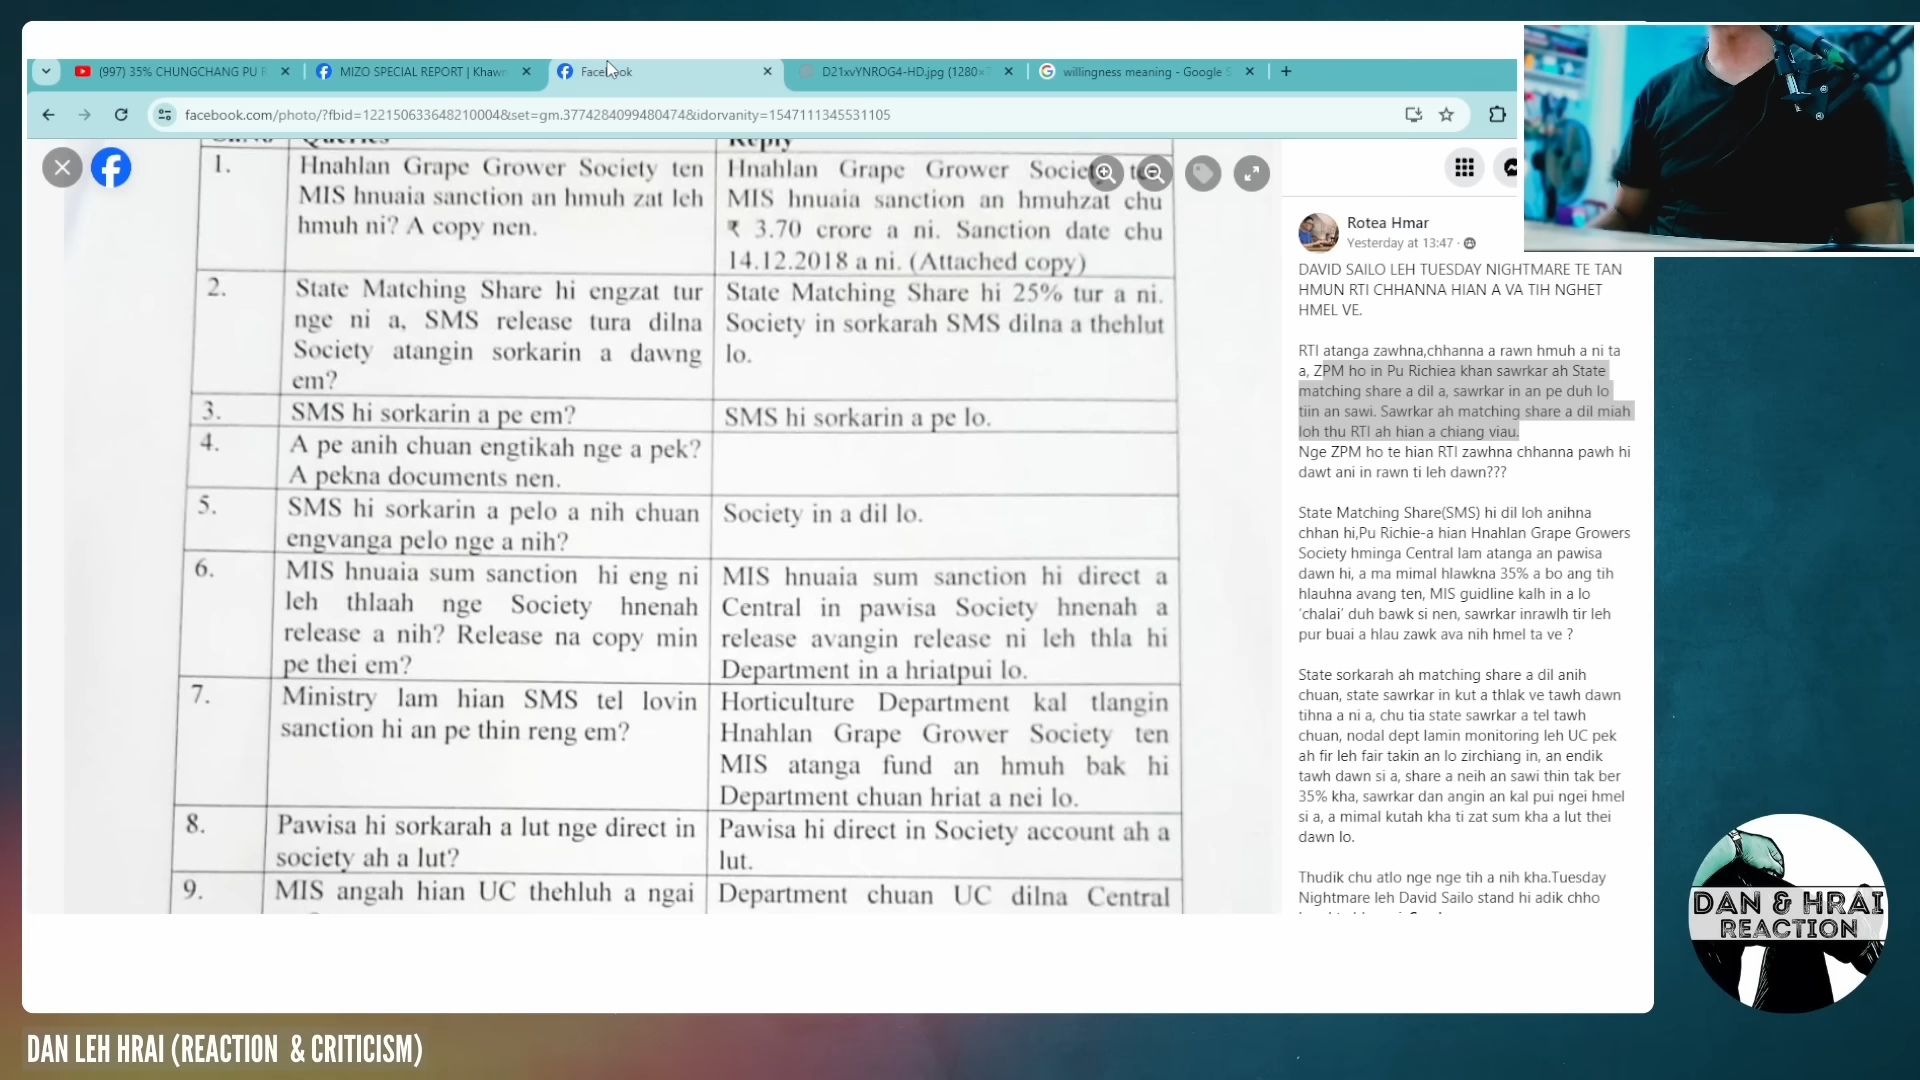 (997) 35% CHUNGCHANG PU
MIZO SPECIAL REPORT | Khawn
Facebook
D21xvYNROG4-HD.jpg (1280×
willingness meaning - Google S
facebook.com/photo/?fbid=122150633648210004&set=gm.3774284099480474&idorvanity=1547111345531105
Queries
Reply
1.
Hnahlan Grape Grower Society ten
MIS hnuaia sanction an hmuh zat leh
hmuh ni? A copy nen.
Hnahlan Grape Grower Society
MIS hnuaia sanction an hmuhzat chu
₹ 3.70 crore a ni. Sanction date chu
14.12.2018 a ni. (Attached copy)
2.
State Matching Share hi engzat tur
nge ni a, SMS release tura dilna
Society atangin sorkarin a dawng
em?
State Matching Share hi 25% tur a ni.
Society in sorkarah SMS dilna a thehlut
lo.
3.
SMS hi sorkarin a pe em?
SMS hi sorkarin a pe lo.
4.
A pe anih chuan engtikah nge a pek?
A pekna documents nen.
5.
SMS hi sorkarin a pelo a nih chuan
engvanga pelo nge a nih?
Society in a dil lo.
6.
MIS hnuaia sum sanction hi eng ni
leh thlaah nge Society hnenah
release a nih? Release na copy min
pe thei em?
MIS hnuaia sum sanction hi direct a
Central in pawisa Society hnenah a
release avangin release ni leh thla hi
Department in a hriatpui lo.
7.
Ministry lam hian SMS tel lovin
sanction hi an pe thin reng em?
Horticulture Department kal tlangin
Hnahlan Grape Grower Society ten
MIS atanga fund an hmuh bak hi
Department chuan hriat a nei lo.
8.
Pawisa hi sorkarah a lut nge direct in
society ah a lut?
Pawisa hi direct in Society account ah a
lut.
9.
MIS angah hian UC thehluh a ngai
Department chuan UC dilna Central
Rotea Hmar
Yesterday at 13:47 ·
DAVID SAILO LEH TUESDAY NIGHTMARE TE TAN
HMUN RTI CHHANNA HIAN A VA TIH NGHET
HMEL VE.
RTI atanga zawhna,chhanna a rawn hmuh a ni ta
a, ZPM ho in Pu Richiea khan sawrkar ah State
matching share a dil a, sawrkar in an pe duh lo
tiin an sawi. Sawrkar ah matching share a dil miah
loh thu RTI ah hian a chiang viau.
Nge ZPM ho te hian RTI zawhna chhanna pawh hi
dawt ani in rawn ti leh dawn???
State Matching Share(SMS) hi dil loh anihna
chhan hi,Pu Richie-a hian Hnahlan Grape Growers
Society hminga Central lam atanga an pawisa
dawn hi, a ma mimal hlawkna 35% a bo ang tih
hlauhna avang ten, MIS guidline kalh in a lo
‘chalai’ duh bawk si nen, sawrkar inrawlh tir leh
pur buai a hlau zawk ava nih hmel ta ve ?
State sorkarah ah matching share a dil anih
chuan, state sawrkar in kut a thlak ve tawh dawn
tihna a ni a, chu tia state sawrkar a tel tawh
chuan, nodal dept lamin monitoring leh UC pek
ah fir leh fair takin an lo zirchiang in, an endik
tawh dawn si a, share a neih an sawi thin tak ber
35% kha, sawrkar dan angin an kal pui ngei hmel
si a, a mimal kutah kha ti zat sum kha a lut thei
dawn lo.
Thudik chu atlo nge nge tih a nih kha.Tuesday
Nightmare leh David Sailo stand hi adik chho
DAN & HRAI
REACTION
DAN LEH HRAI (REACTION & CRITICISM)